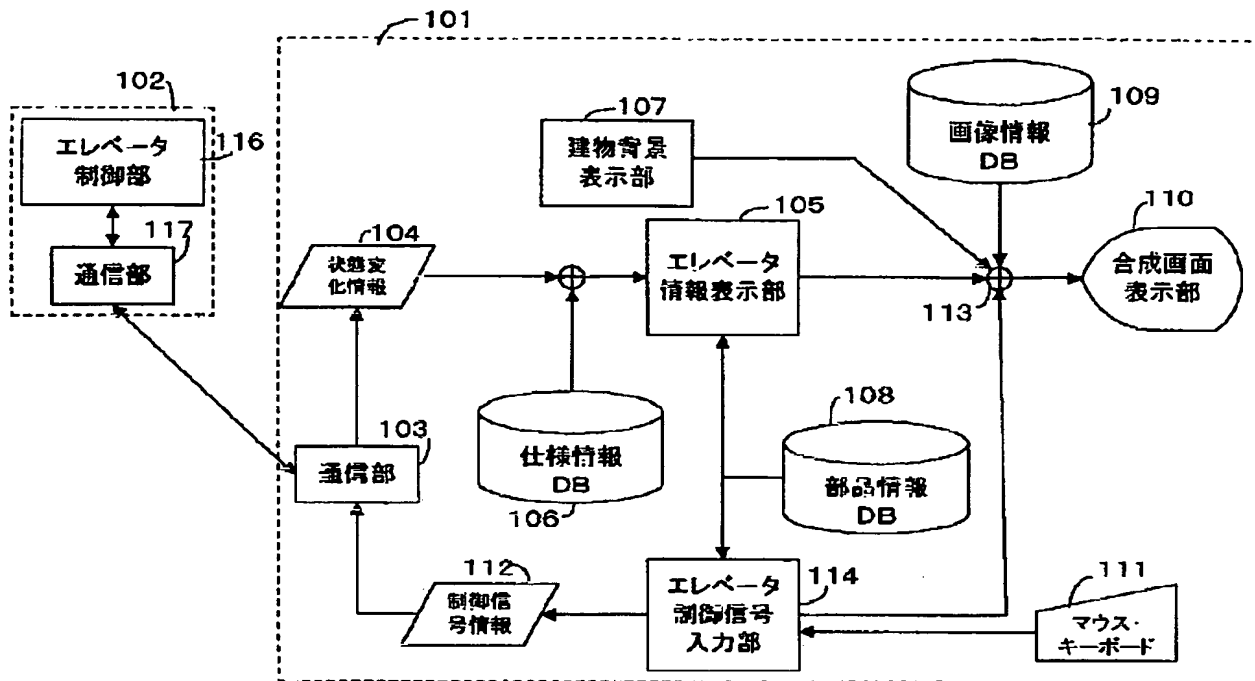 101
102
エレベータ
制御部
116
117
通信部
107
建物背景
表示部
画像情報
DB
109
105
エレベータ
情報表示部
104
状態変
化情報
113
110
合成画面
表示部
103
通信部
仕様情報
DB
106
108
部品情報
DB
112
制御信
号情報
エレベータ
制御信号
入力部
114
111
マウス・
キーボード